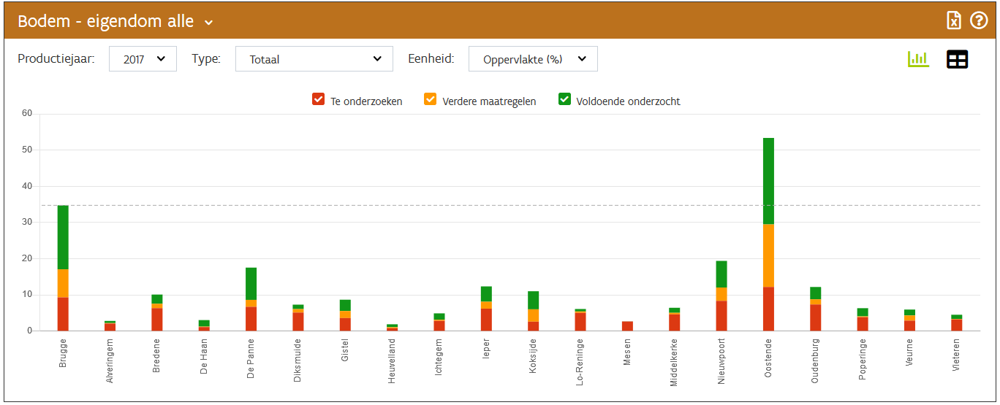 Bodem - eigendom alle
Productiejaar: 2017 Type: Totaal Eenheid: Oppervlakte (%)
Te onderzoeken Verdere maatregelen Voldoende onderzocht
60
50
40
30
20
10
0
Brugge
Alveringem
Bredene
De Haan
De Panne
Diksmuide
Gistel
Heuvelland
Ichtegem
Ieper
Koksijde
Lo-Reninge
Mesen
Middelkerke
Nieuwpoort
Oostende
Oudenburg
Poperinge
Veurne
Vleteren